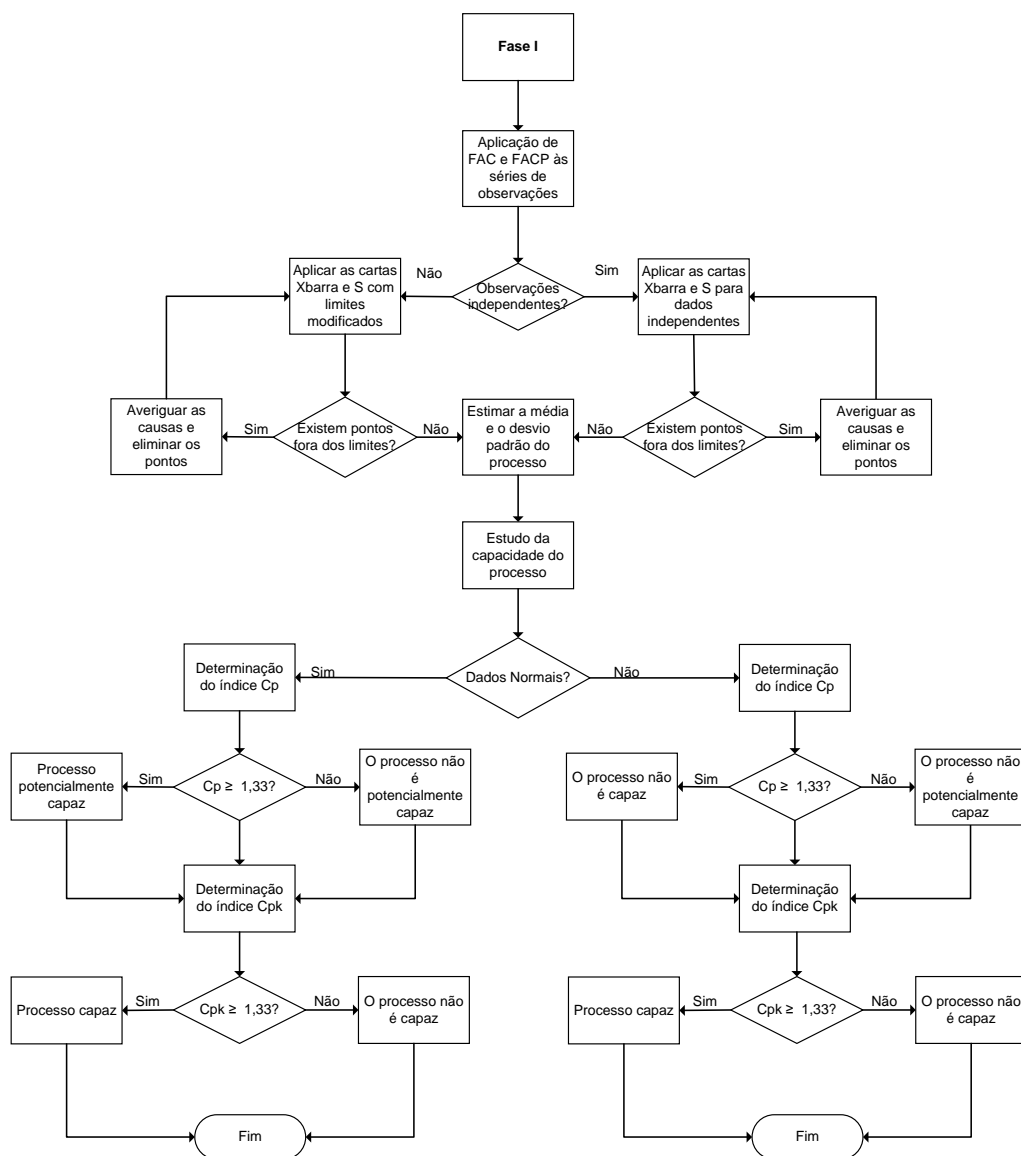 Fase I
Aplicação de
FAC e FACP às
séries de
observações
Aplicar as cartas
Xbarra e S com
limites
modificados
Não
Observações
independentes?
Sim
Aplicar as cartas
Xbarra e S para
dados
independentes
Averiguar as
causas e
eliminar os
pontos
Sim
Existem pontos
fora dos limites?
Não
Estimar a média
e o desvio
padrão do
processo
Não
Existem pontos
fora dos limites?
Sim
Averiguar as
causas e
eliminar os
pontos
Estudo da
capacidade do
processo
Determinação
do índice Cp
Sim
Dados Normais?
Não
Determinação
do índice Cp
Processo
potencialmente
capaz
Sim
Cp ≥ 1,33?
Não
O processo não
é
potencialmente
capaz
O processo não
é capaz
Sim
Cp ≥ 1,33?
Não
O processo não
é
potencialmente
capaz
Determinação
do índice Cpk
Determinação
do índice Cpk
Processo capaz
Sim
Cpk ≥ 1,33?
Não
O processo não
é capaz
Processo capaz
Sim
Cpk ≥ 1,33?
Não
O processo não
é capaz
Fim
Fim